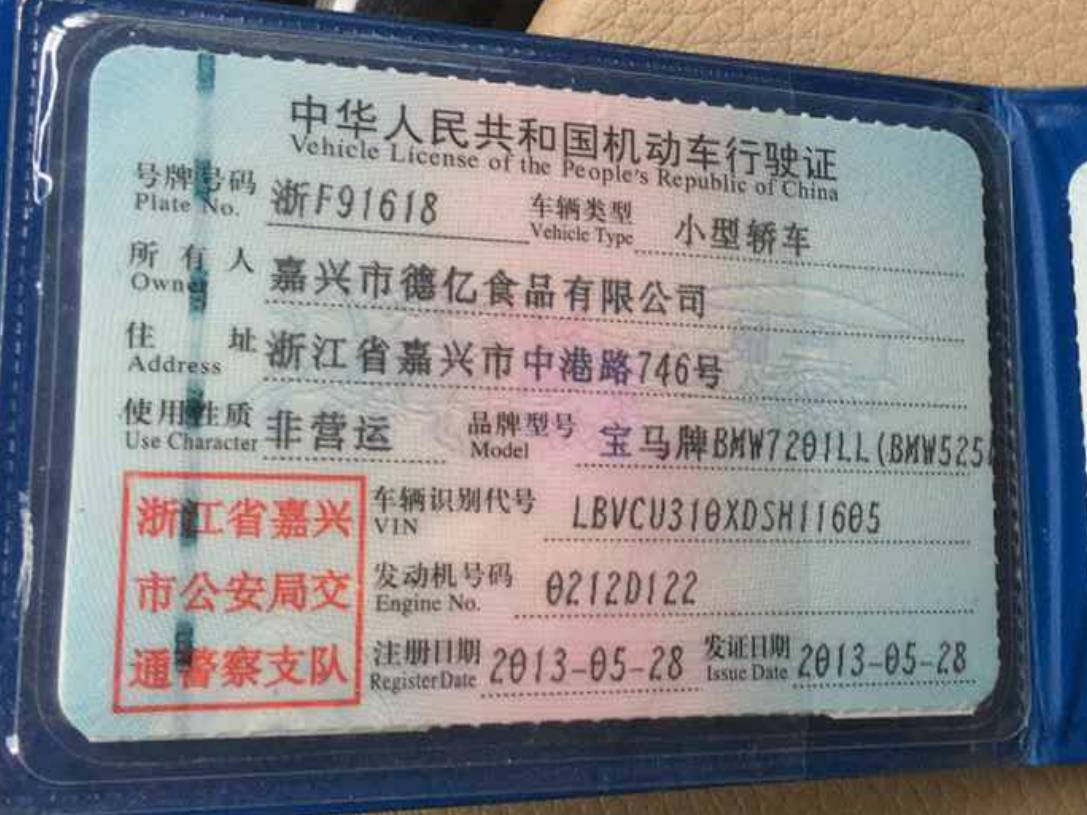 中华人民共和国机动车行驶证
Vehicle License of the People's Republic of China
号牌号码 浙F91618 车辆类型 小型轿车
Plate No. Vehicle Type
所有人 嘉兴市德亿食品有限公司
Owner
住址 浙江省嘉兴市中港路746号
Address
使用性质 非营运 品牌型号 宝马牌BMW7201LL(BMW525
Use Character Model
浙江省嘉兴
市公安局交
通警察支队
车辆识别代号 LBVCU310XDSH11605
VIN
发动机号码 0212D122
Engine No.
注册日期 2013-05-28 发证日期 2013-05-28
Register Date Issue Date